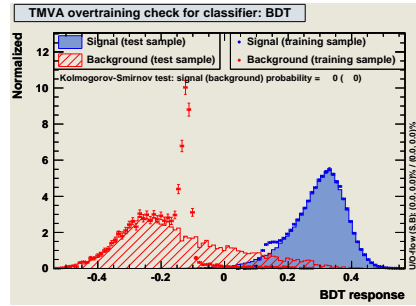 TMVA overtraining check for classifier: BDT
Signal (test sample)
Background (test sample)
Signal (training sample)
Background (training sample)
Kolmogorov-Smirnov test: signal (background) probability = 0 ( 0)
Normalized
12
10
8
6
4
2
0
-0.4 -0.2 0 0.2 0.4
BDT response
U/O-flow (S,B): (0.0, 0.0)% / (0.0, 0.0)%